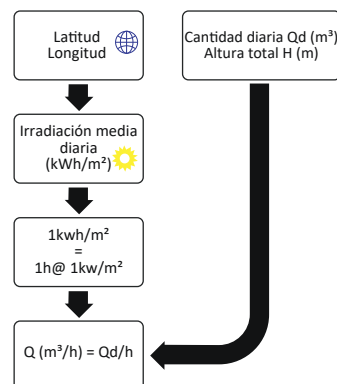 Latitud
Longitud
Cantidad diaria Qd (m³)
Altura total H (m)
Irradiación media
diaria
(kWh/m²)
1kwh/m²
=
1h@ 1kw/m²
Q (m³/h) = Qd/h